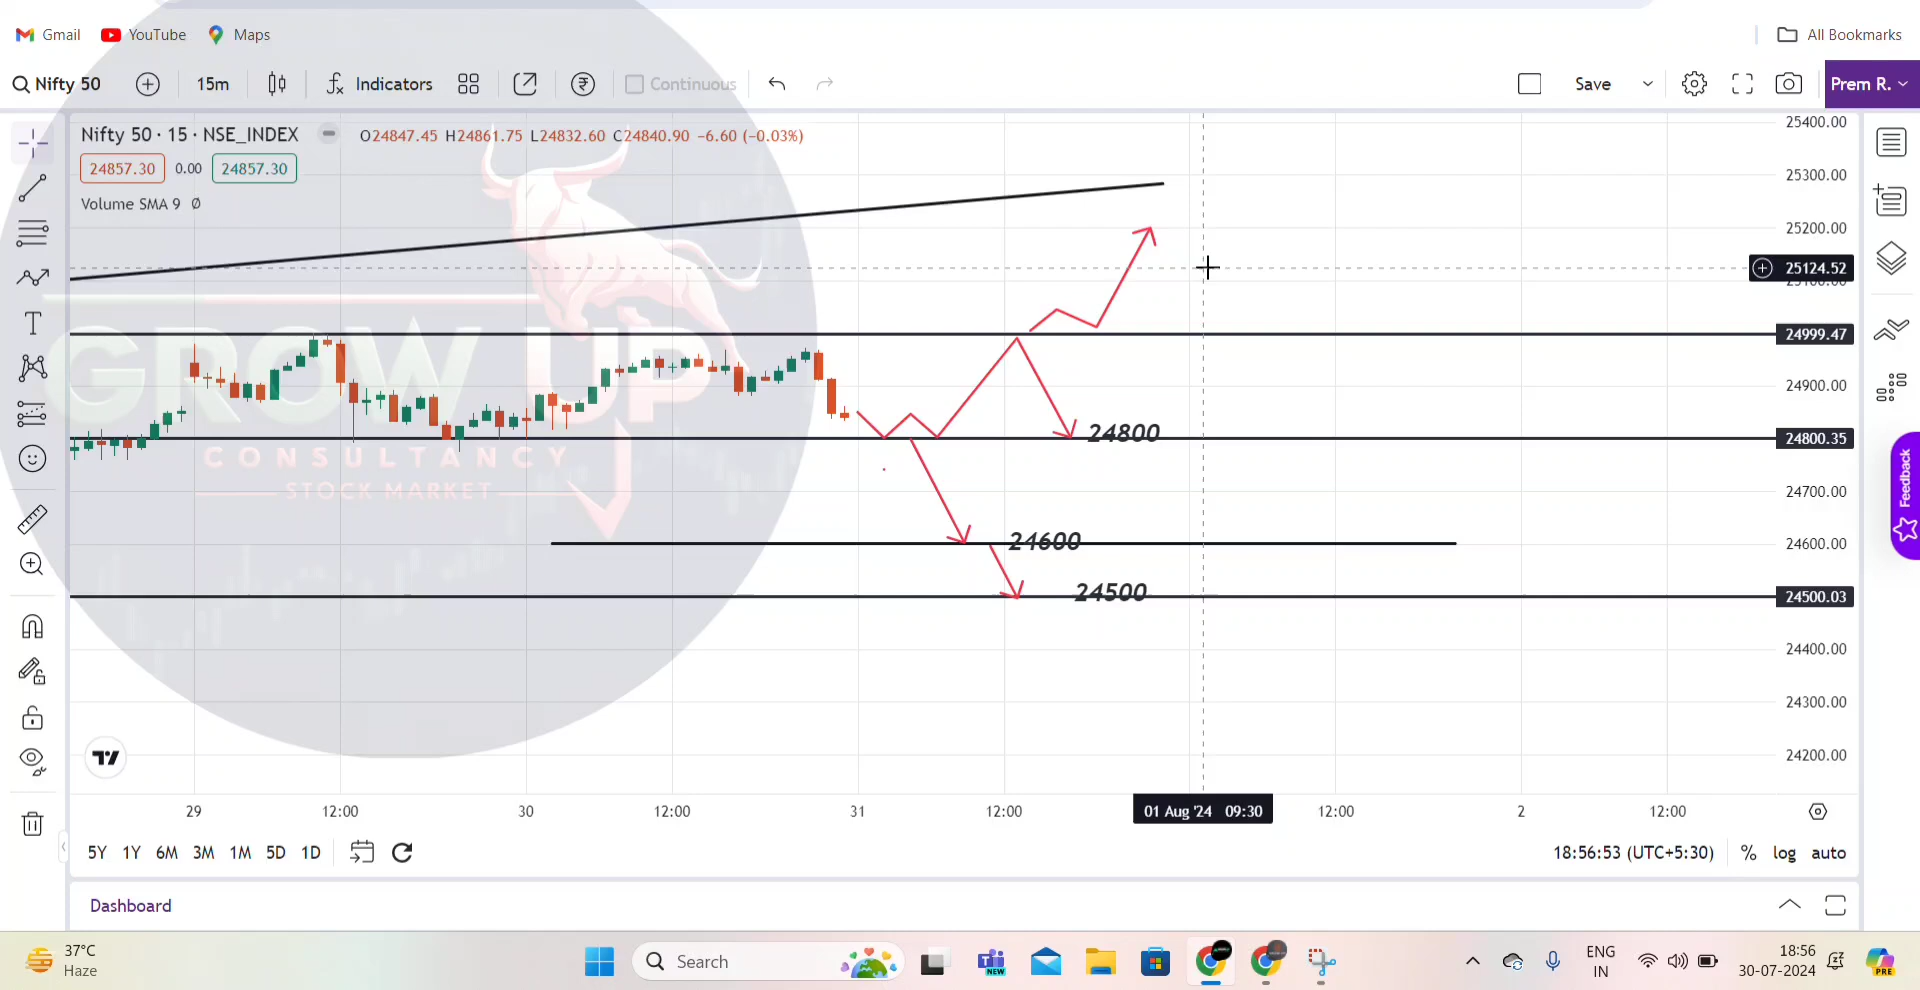 Gmail YouTube Maps All Bookmarks
Nifty 50 15m Indicators Continuous Save Prem R.
Nifty 50 · 15 · NSE_INDEX O24847.45 H24861.75 L24832.60 C24840.90 −6.60 (−0.03%)
24857.30 0.00 24857.30
Volume SMA 9 Ø
25400.00
25300.00
25200.00
25124.52
25100.00
24999.47
24900.00
GROW UP
24800
24800.35
CONSULTANCY
STOCK MARKET
24700.00
Feedback
24600
24600.00
24500
24500.03
24400.00
24300.00
24200.00
29 12:00 30 12:00 31 12:00 01 Aug '24 09:30 12:00 2 12:00
5Y 1Y 6M 3M 1M 5D 1D 18:56:53 (UTC+5:30) % log auto
Dashboard
37°C
Haze
Search
NEW
ENG
IN
18:56
30-07-2024
PRE